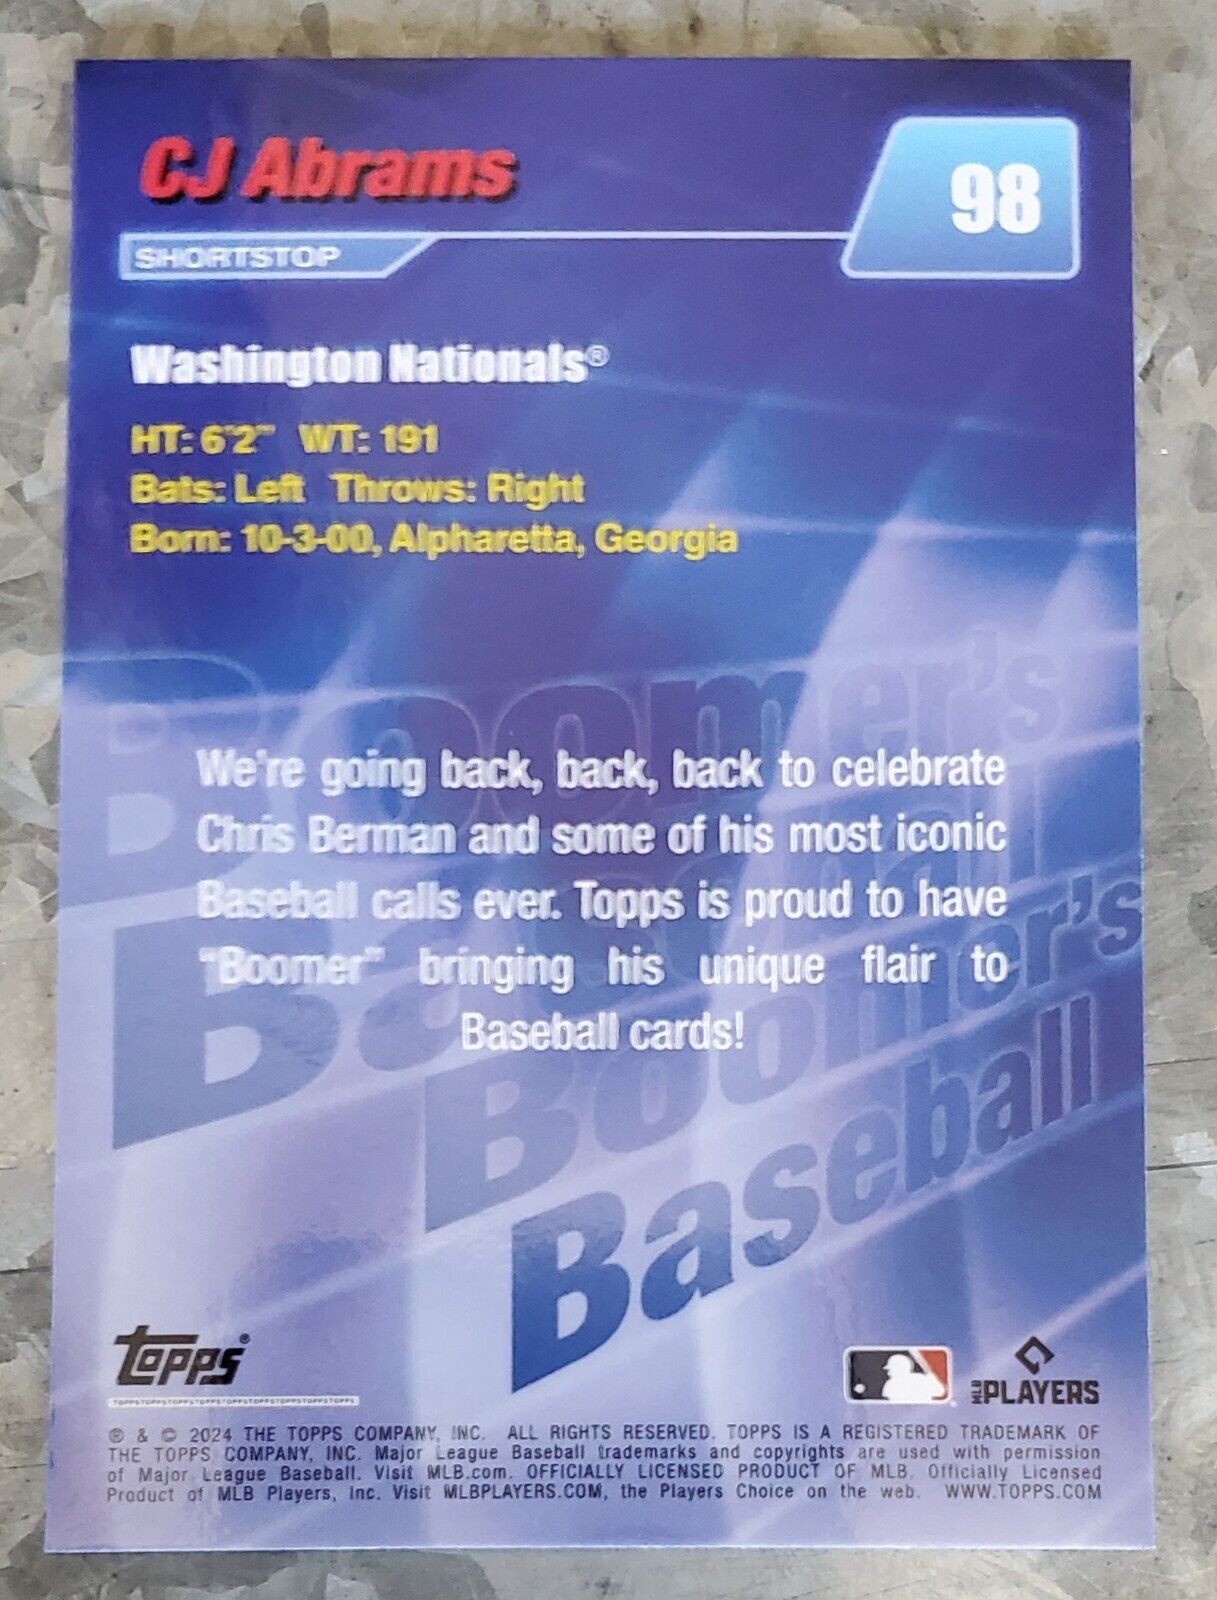 CJ Abrams
98
SHORTSTOP
Washington Nationals®
HT: 6'2" WT: 191
Bats: Left Throws: Right
Born: 10-3-00, Alpharetta, Georgia
We're going back, back, back to celebrate
Chris Berman and some of his most iconic
Baseball calls ever. Topps is proud to have
"Boomer" bringing his unique flair to
Baseball cards!
Boomer's
Baseball
Boomer's
Baseball
Topps®
TOPPSTOPPSTOPPSTOPPSTOPPSTOPPSTOPPSTOPPSTOPPS
MLB PLAYERS
® & © 2024 THE TOPPS COMPANY, INC. ALL RIGHTS RESERVED. TOPPS IS A REGISTERED TRADEMARK OF
THE TOPPS COMPANY, INC. Major League Baseball trademarks and copyrights are used with permission
of Major League Baseball. Visit MLB.com. OFFICIALLY LICENSED PRODUCT OF MLB. Officially Licensed
Product of MLB Players, Inc. Visit MLBPLAYERS.COM, the Players Choice on the web. WWW.TOPPS.COM